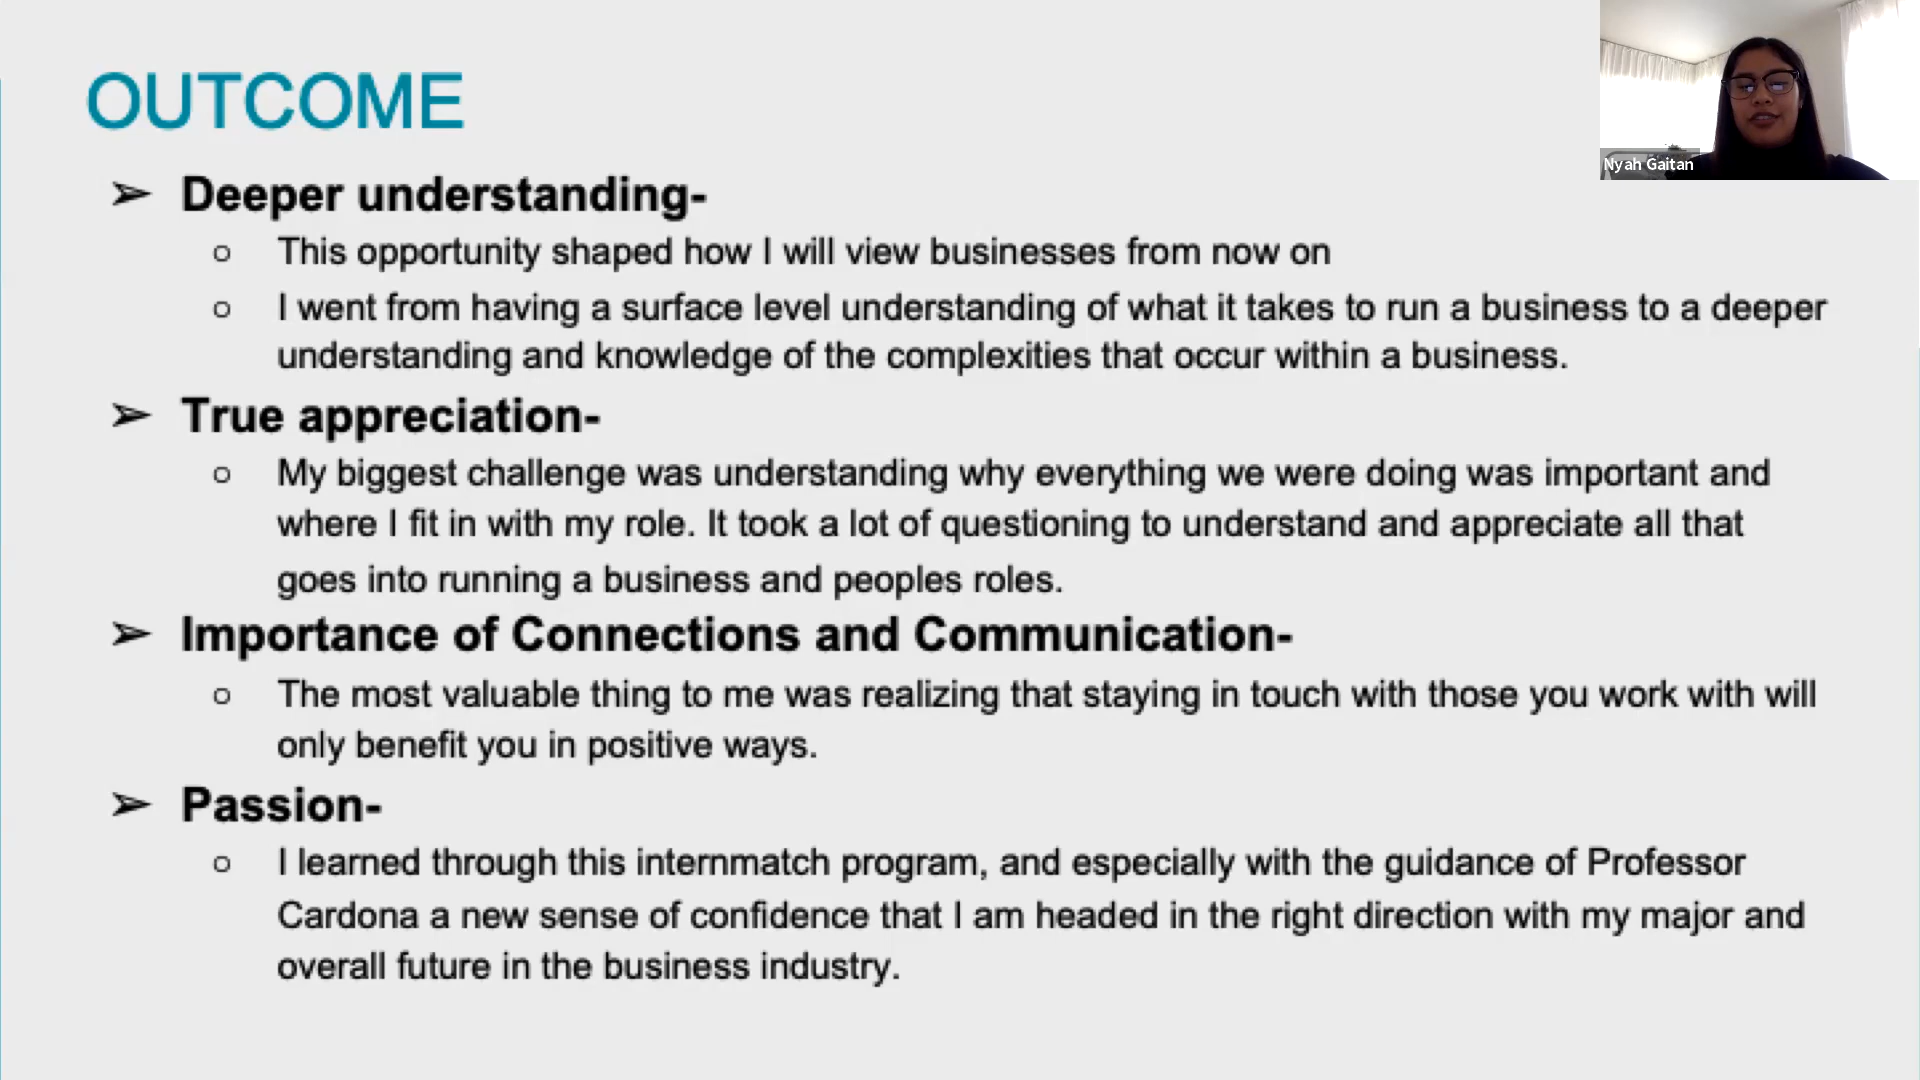 OUTCOME
Nyah Gaitan
➢ Deeper understanding-
o This opportunity shaped how I will view businesses from now on
o I went from having a surface level understanding of what it takes to run a business to a deeper
understanding and knowledge of the complexities that occur within a business.
➢ True appreciation-
o My biggest challenge was understanding why everything we were doing was important and
where I fit in with my role. It took a lot of questioning to understand and appreciate all that
goes into running a business and peoples roles.
➢ Importance of Connections and Communication-
o The most valuable thing to me was realizing that staying in touch with those you work with will
only benefit you in positive ways.
➢ Passion-
o I learned through this internmatch program, and especially with the guidance of Professor
Cardona a new sense of confidence that I am headed in the right direction with my major and
overall future in the business industry.